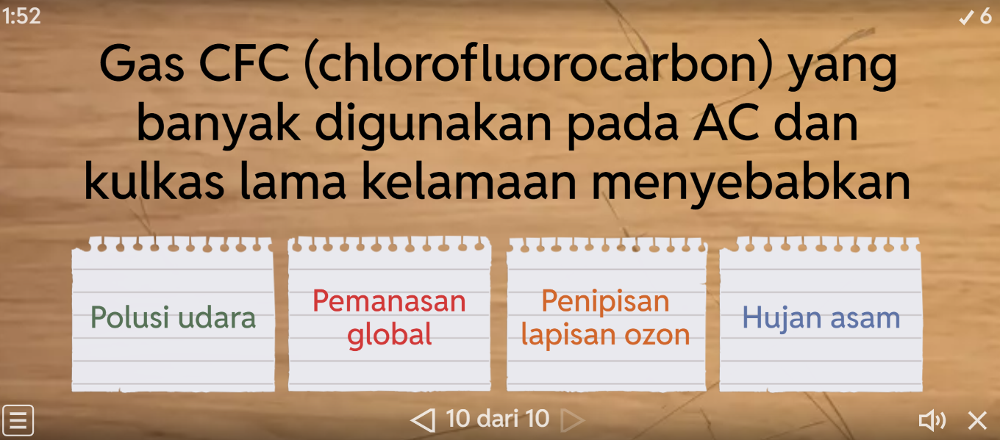 1:52
✓ 6
Gas CFC (chlorofluorocarbon) yang
banyak digunakan pada AC dan
kulkas lama kelamaan menyebabkan
Polusi udara
Pemanasan
global
Penipisan
lapisan ozon
Hujan asam
10 dari 10